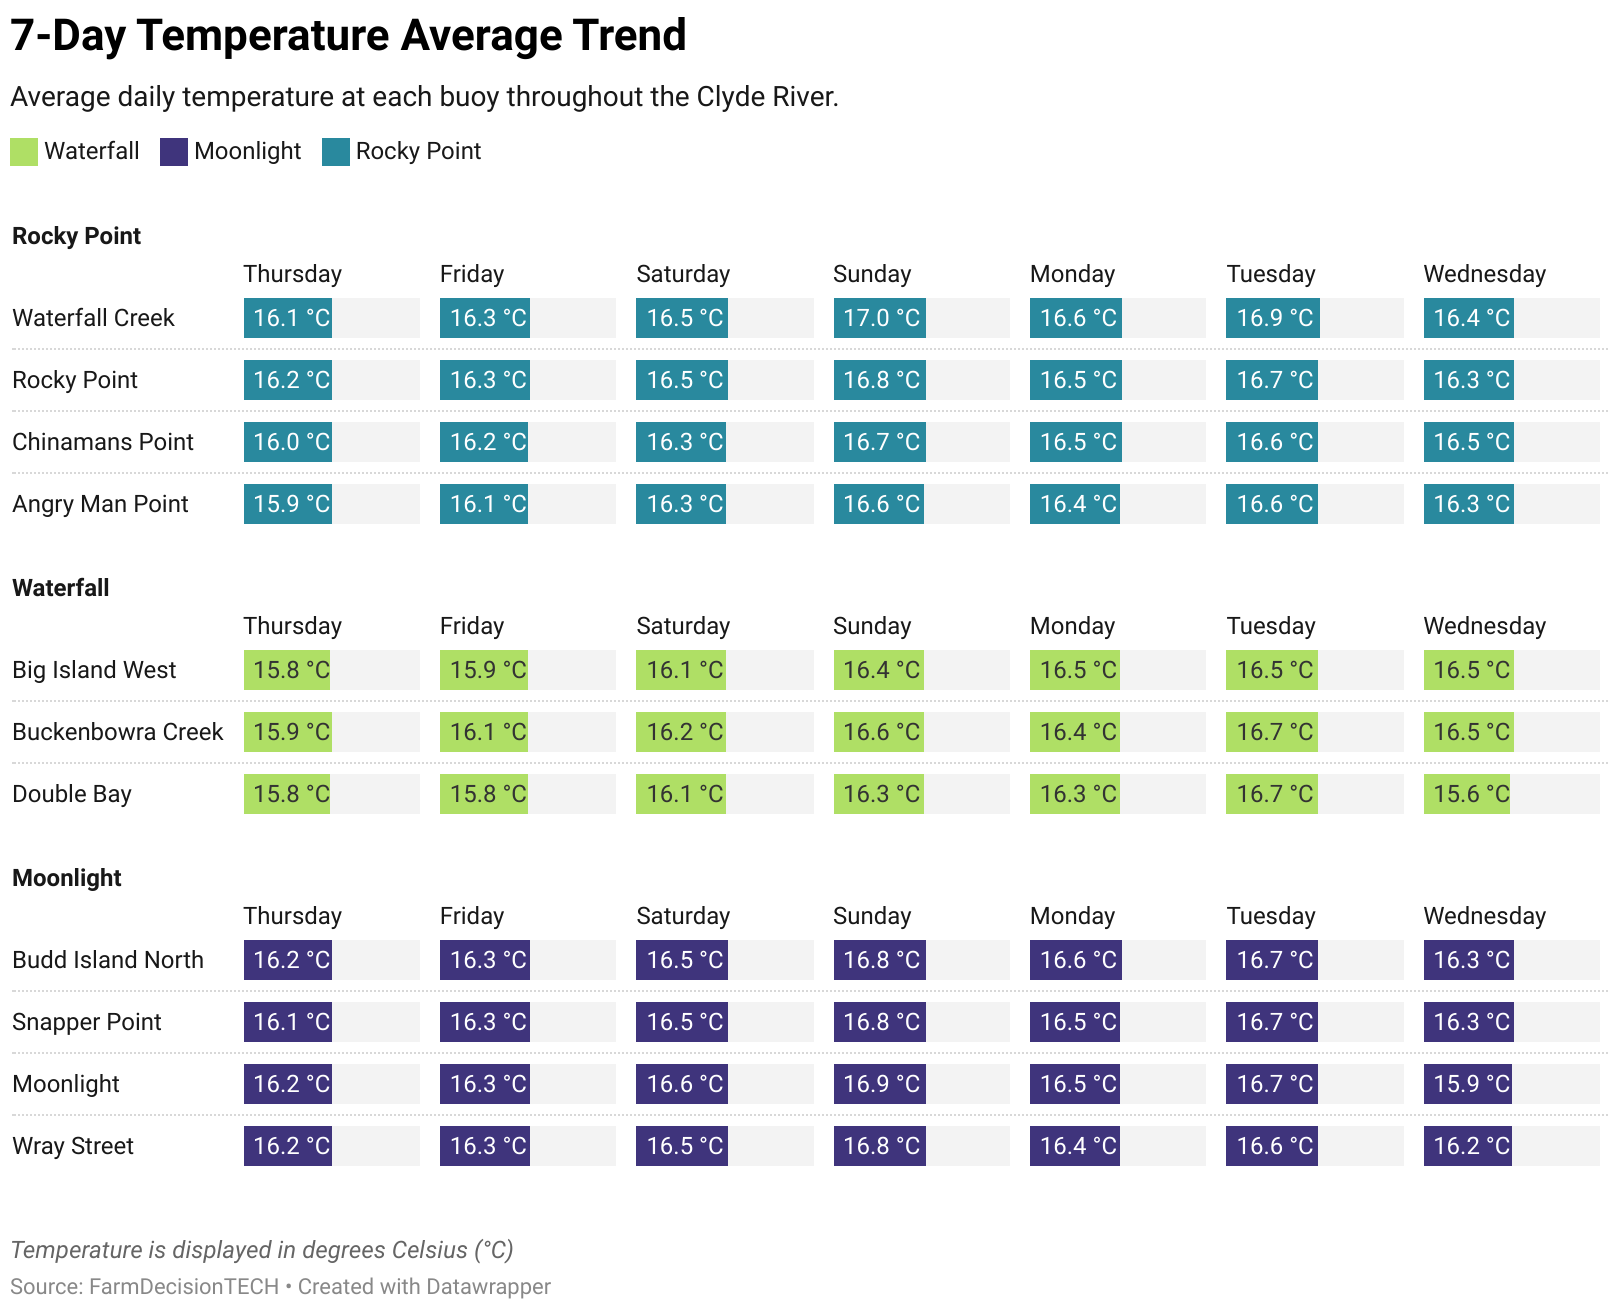 7-Day Temperature Average Trend
Average daily temperature at each buoy throughout the Clyde River.
Waterfall Moonlight Rocky Point
Rocky Point
Thursday Friday Saturday Sunday Monday Tuesday Wednesday
Waterfall Creek 16.1 °C 16.3 °C 16.5 °C 17.0 °C 16.6 °C 16.9 °C 16.4 °C
Rocky Point 16.2 °C 16.3 °C 16.5 °C 16.8 °C 16.5 °C 16.7 °C 16.3 °C
Chinamans Point 16.0 °C 16.2 °C 16.3 °C 16.7 °C 16.5 °C 16.6 °C 16.5 °C
Angry Man Point 15.9 °C 16.1 °C 16.3 °C 16.6 °C 16.4 °C 16.6 °C 16.3 °C
Waterfall
Thursday Friday Saturday Sunday Monday Tuesday Wednesday
Big Island West 15.8 °C 15.9 °C 16.1 °C 16.4 °C 16.5 °C 16.5 °C 16.5 °C
Buckenbowra Creek 15.9 °C 16.1 °C 16.2 °C 16.6 °C 16.4 °C 16.7 °C 16.5 °C
Double Bay 15.8 °C 15.8 °C 16.1 °C 16.3 °C 16.3 °C 16.7 °C 15.6 °C
Moonlight
Thursday Friday Saturday Sunday Monday Tuesday Wednesday
Budd Island North 16.2 °C 16.3 °C 16.5 °C 16.8 °C 16.6 °C 16.7 °C 16.3 °C
Snapper Point 16.1 °C 16.3 °C 16.5 °C 16.8 °C 16.5 °C 16.7 °C 16.3 °C
Moonlight 16.2 °C 16.3 °C 16.6 °C 16.9 °C 16.5 °C 16.7 °C 15.9 °C
Wray Street 16.2 °C 16.3 °C 16.5 °C 16.8 °C 16.4 °C 16.6 °C 16.2 °C
Temperature is displayed in degrees Celsius (°C)
Source: FarmDecisionTECH • Created with Datawrapper